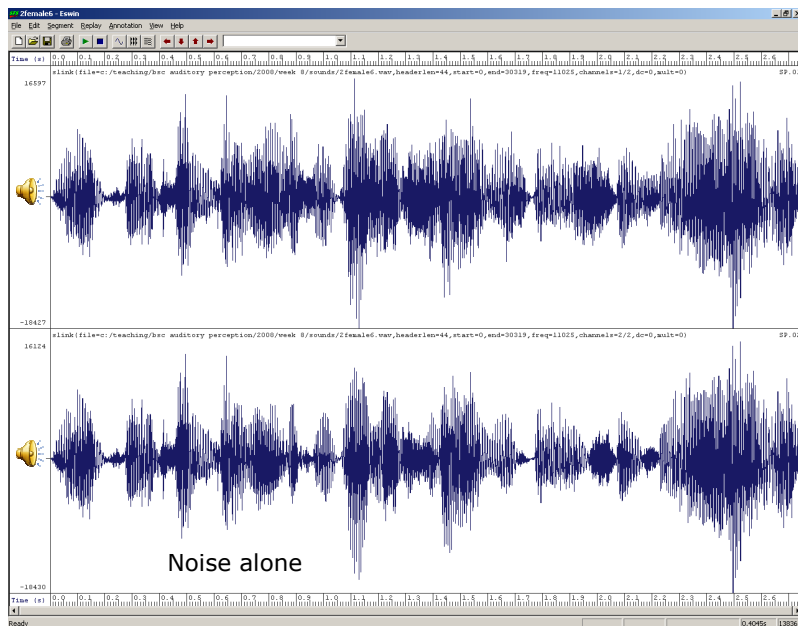 2female6 - Eswin
File Edit Segment Replay Annotation View Help
Time (s) 0.0 0.1 0.2 0.3 0.4 0.5 0.6 0.7 0.8 0.9 1.0 1.1 1.2 1.3 1.4 1.5 1.6 1.7 1.8 1.9 2.0 2.1 2.2 2.3 2.4 2.5 2.6
slink(file=c:/teaching/bsc auditory perception/2008/week 8/sounds/2female6.wav,headerlen=44,start=0,end=30319,freq=11025,channels=1/2,dc=0,mult=0) SP.02
16597
-18427
slink(file=c:/teaching/bsc auditory perception/2008/week 8/sounds/2female6.wav,headerlen=44,start=0,end=30319,freq=11025,channels=2/2,dc=0,mult=0) SP.02
16124
Noise alone
-18430
Time (s) 0.0 0.1 0.2 0.3 0.4 0.5 0.6 0.7 0.8 0.9 1.0 1.1 1.2 1.3 1.4 1.5 1.6 1.7 1.8 1.9 2.0 2.1 2.2 2.3 2.4 2.5 2.6
Ready 0.4045s 13836